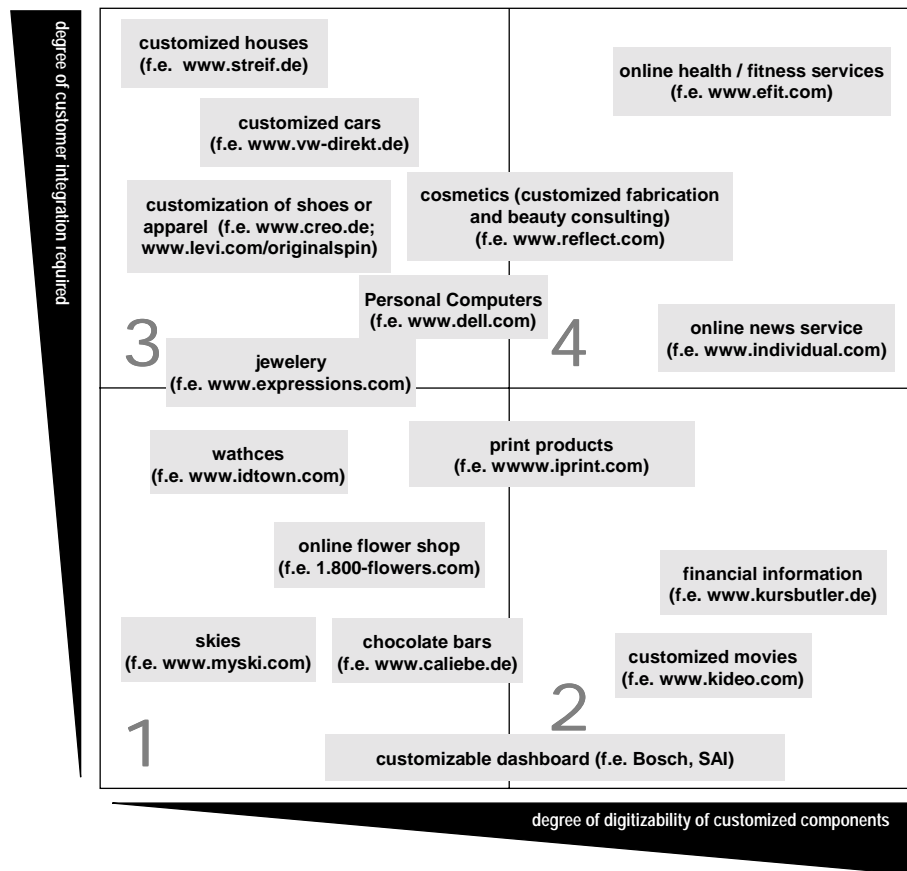 degree of customer integration required
customized houses
(f.e. www.streif.de)
online health / fitness services
(f.e. www.efit.com)
customized cars
(f.e. www.vw-direkt.de)
customization of shoes or
apparel (f.e. www.creo.de;
www.levi.com/originalspin)
cosmetics (customized fabrication
and beauty consulting)
(f.e. www.reflect.com)
Personal Computers
(f.e. www.dell.com)
online news service
(f.e. www.individual.com)
3
4
jewelery
(f.e. www.expressions.com)
wathces
(f.e. www.idtown.com)
print products
(f.e. wwww.iprint.com)
online flower shop
(f.e. 1.800-flowers.com)
financial information
(f.e. www.kursbutler.de)
skies
(f.e. www.myski.com)
chocolate bars
(f.e. www.caliebe.de)
customized movies
(f.e. www.kideo.com)
1
2
customizable dashboard (f.e. Bosch, SAI)
degree of digitizability of customized components